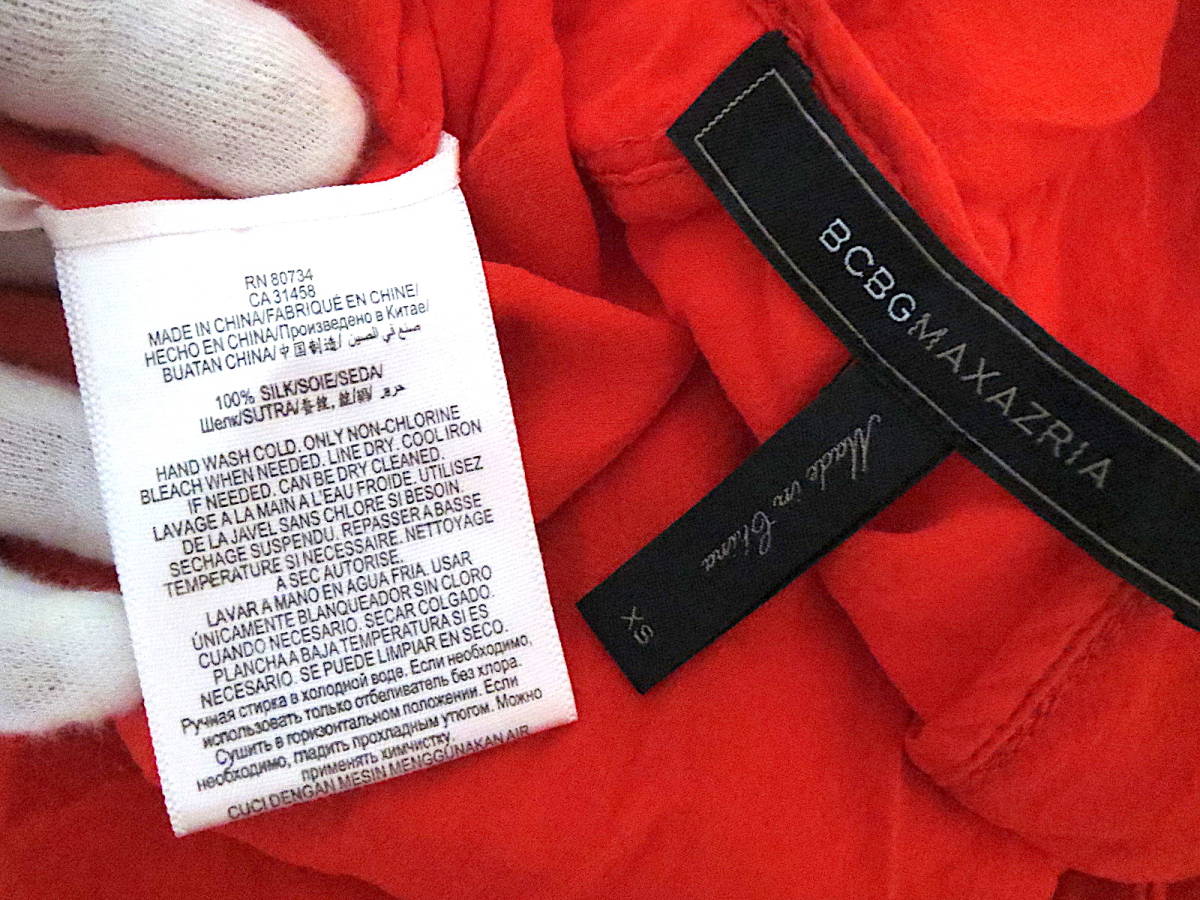 RN 80734
CA 31458
MADE IN CHINA/FABRIQUÉ EN CHINE/
HECHO EN CHINA/Произведено в Китае/
BUATAN CHINA/中国制造/ صنع في الصين
100% SILK/SOIE/SEDA/
Шелк/SUTRA/ حرير
HAND WASH COLD. ONLY NON-CHLORINE
BLEACH WHEN NEEDED. LINE DRY. COOL IRON
IF NEEDED. CAN BE DRY CLEANED.
LAVAGE A LA MAIN A L'EAU FROIDE. UTILISEZ
DE LA JAVEL SANS CHLORE SI BESOIN.
SECHAGE SUSPENDU. REPASSER A BASSE
TEMPERATURE SI NECESSAIRE. NETTOYAGE
A SEC AUTORISE.
LAVAR A MANO EN AGUA FRIA. USAR
ÚNICAMENTE BLANQUEADOR SIN CLORO
CUANDO NECESARIO. SECAR COLGADO.
PLANCHA A BAJA TEMPERATURA SI ES
NECESARIO. SE PUEDE LIMPIAR EN SECO.
Ручная стирка в холодной воде. Если необходимо,
использовать только отбеливатель без хлора.
Сушить в горизонтальном положении. Если
необходимо, гладить прохладным утюгом. Можно
применять химчистку.
CUCI DENGAN MESIN MENGGUNAKAN AIR
BCBGMAXAZRIA
Made in China
XS